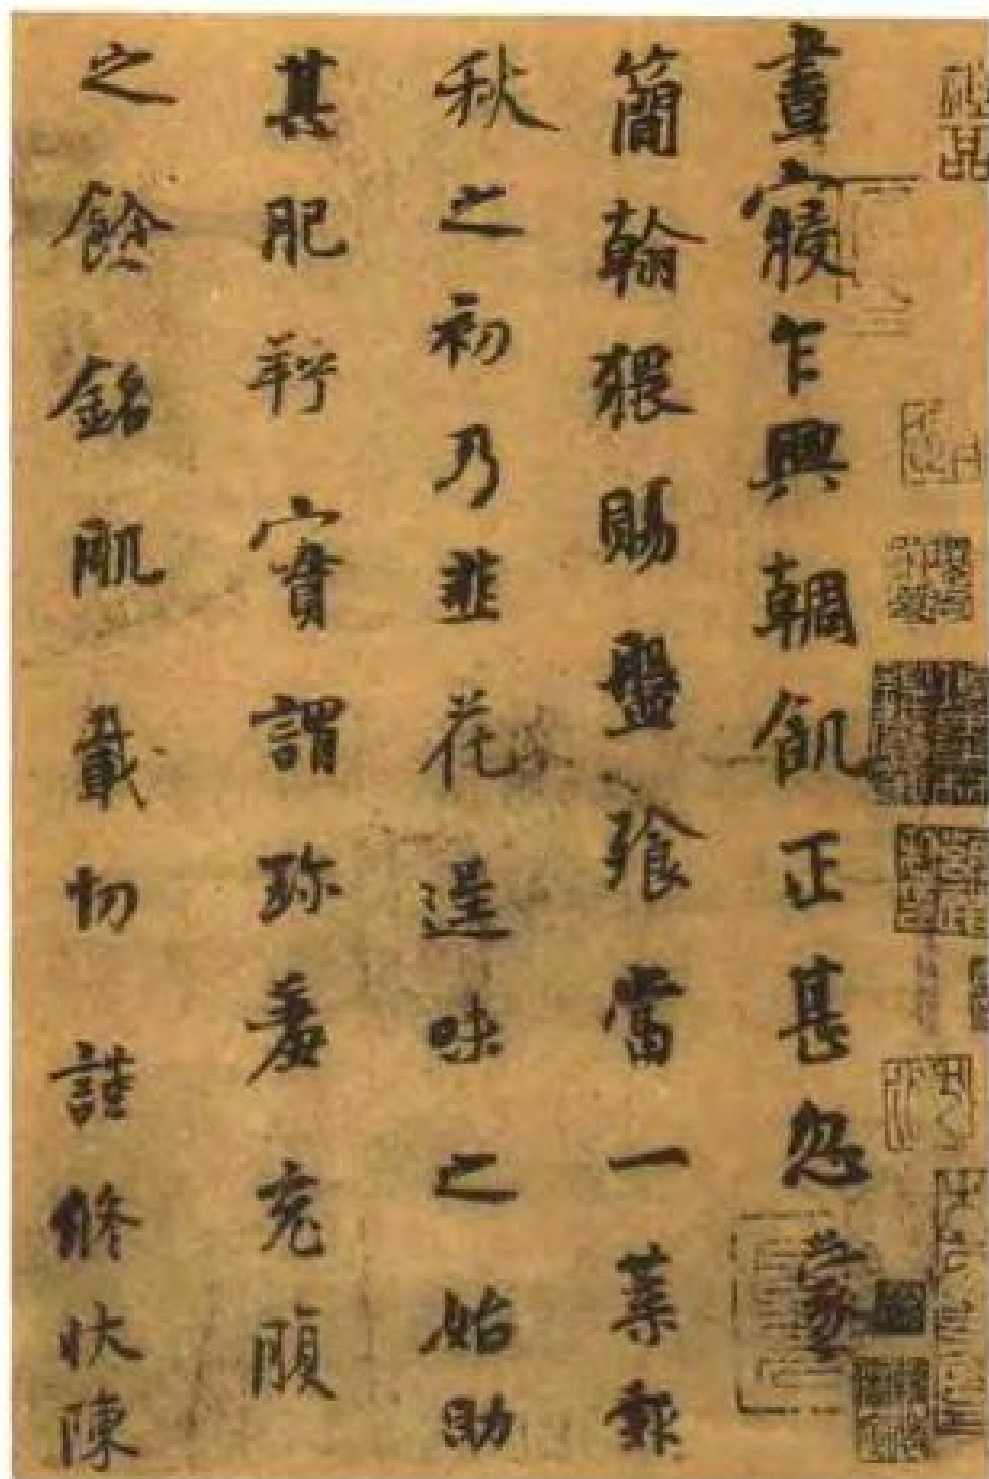 晝寢乍興輖飢正甚忽蒙
簡翰猥賜盤飧當一葉報
秋之初乃韭花逞味之始助
其肥羜實謂珍羞充腹
之餘銘肌載切謹修狀陳